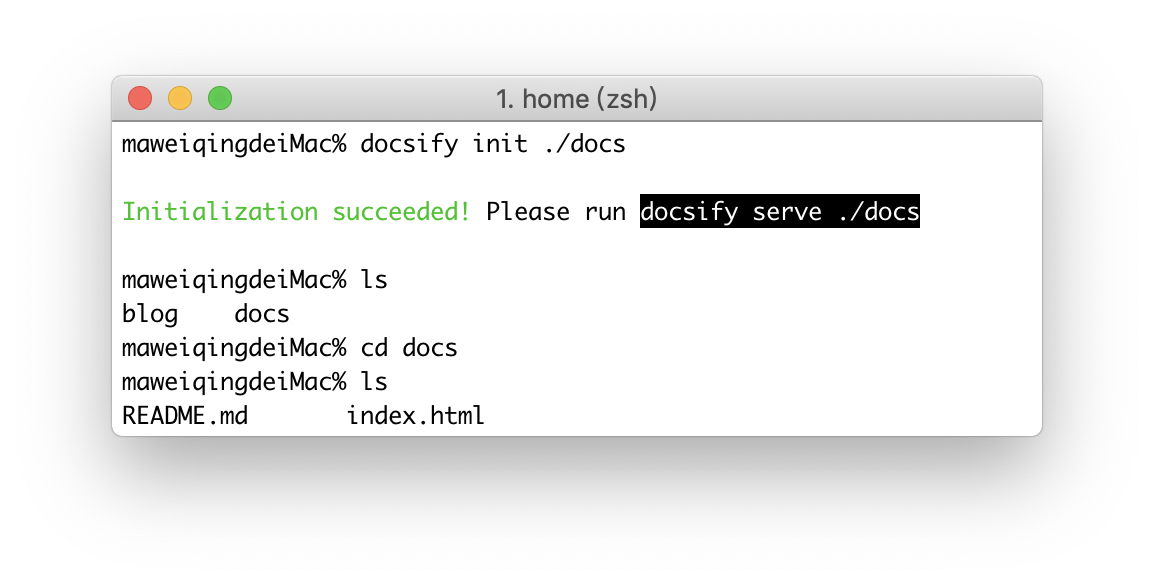 1. home (zsh)
maweiqingdeiMac% docsify init ./docs
Initialization succeeded! Please run docsify serve ./docs
maweiqingdeiMac% ls
blog    docs
maweiqingdeiMac% cd docs
maweiqingdeiMac% ls
README.md       index.html